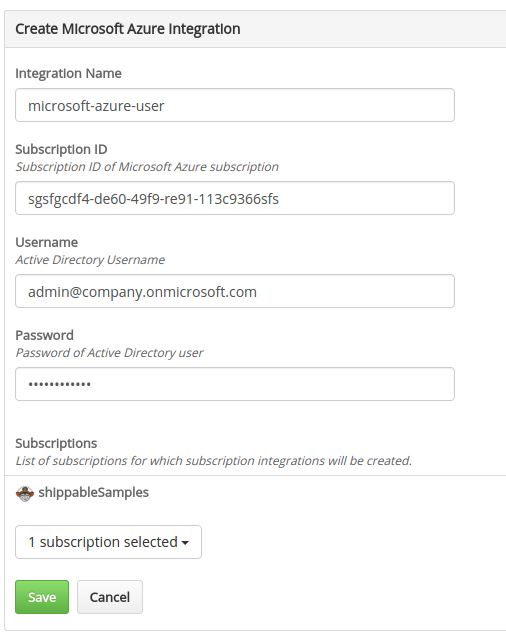 Create Microsoft Azure Integration
Integration Name
microsoft-azure-user
Subscription ID
Subscription ID of Microsoft Azure subscription
sgsfgcdf4-de60-49f9-re91-113c9366sfs
Username
Active Directory Username
admin@company.onmicrosoft.com
Password
Password of Active Directory user
••••••••••••
Subscriptions
List of subscriptions for which subscription integrations will be created.
shippableSamples
1 subscription selected
Save Cancel